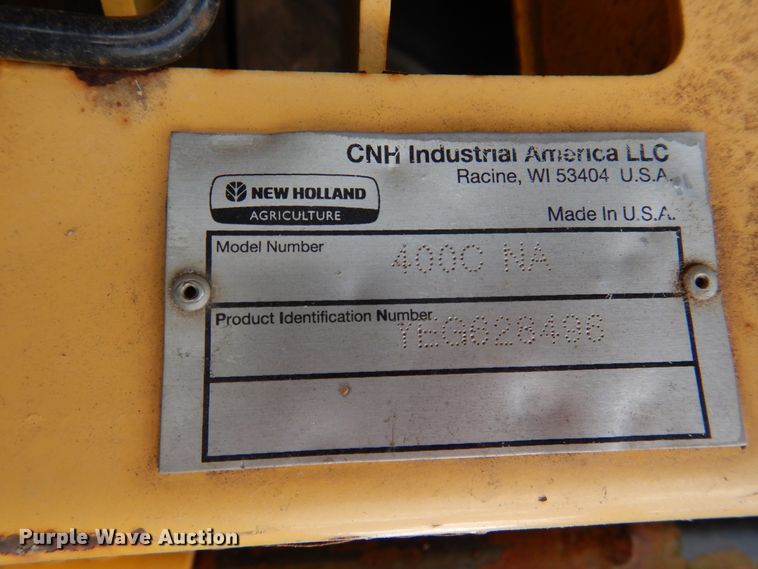 CNH Industrial America LLC
Racine, WI 53404 U.S.A.
NEW HOLLAND
AGRICULTURE
Made In U.S.A.
Model Number 400C NA
Product Identification Number YEG628496
Purple Wave Auction